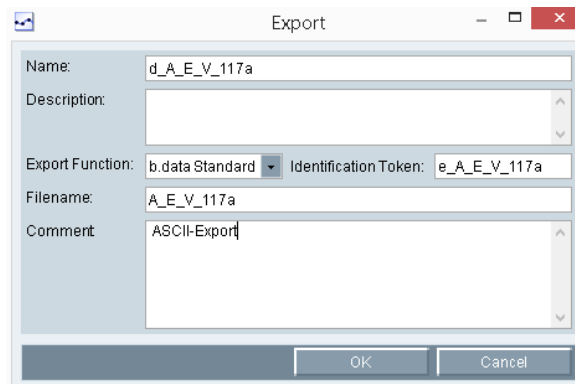 Export
Name: d_A_E_V_117a
Description:
Export Function: b.data Standard Identification Token: e_A_E_V_117a
Filename: A_E_V_117a
Comment ASCII-Export
OK Cancel